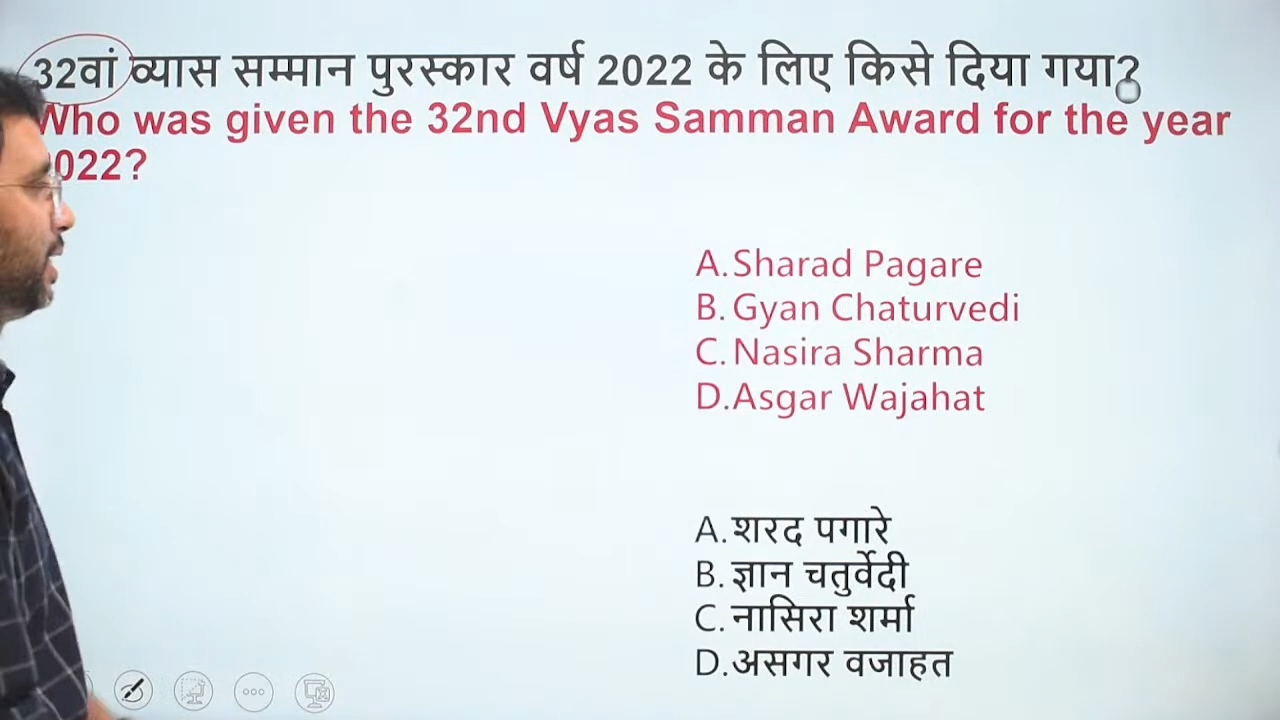 32वां व्यास सम्मान पुरस्कार वर्ष 2022 के लिए किसे दिया गया?
Who was given the 32nd Vyas Samman Award for the year
2022?
A. Sharad Pagare
B. Gyan Chaturvedi
C. Nasira Sharma
D. Asgar Wajahat
A. शरद पगारे
B. ज्ञान चतुर्वेदी
C. नासिरा शर्मा
D. असगर वजाहत